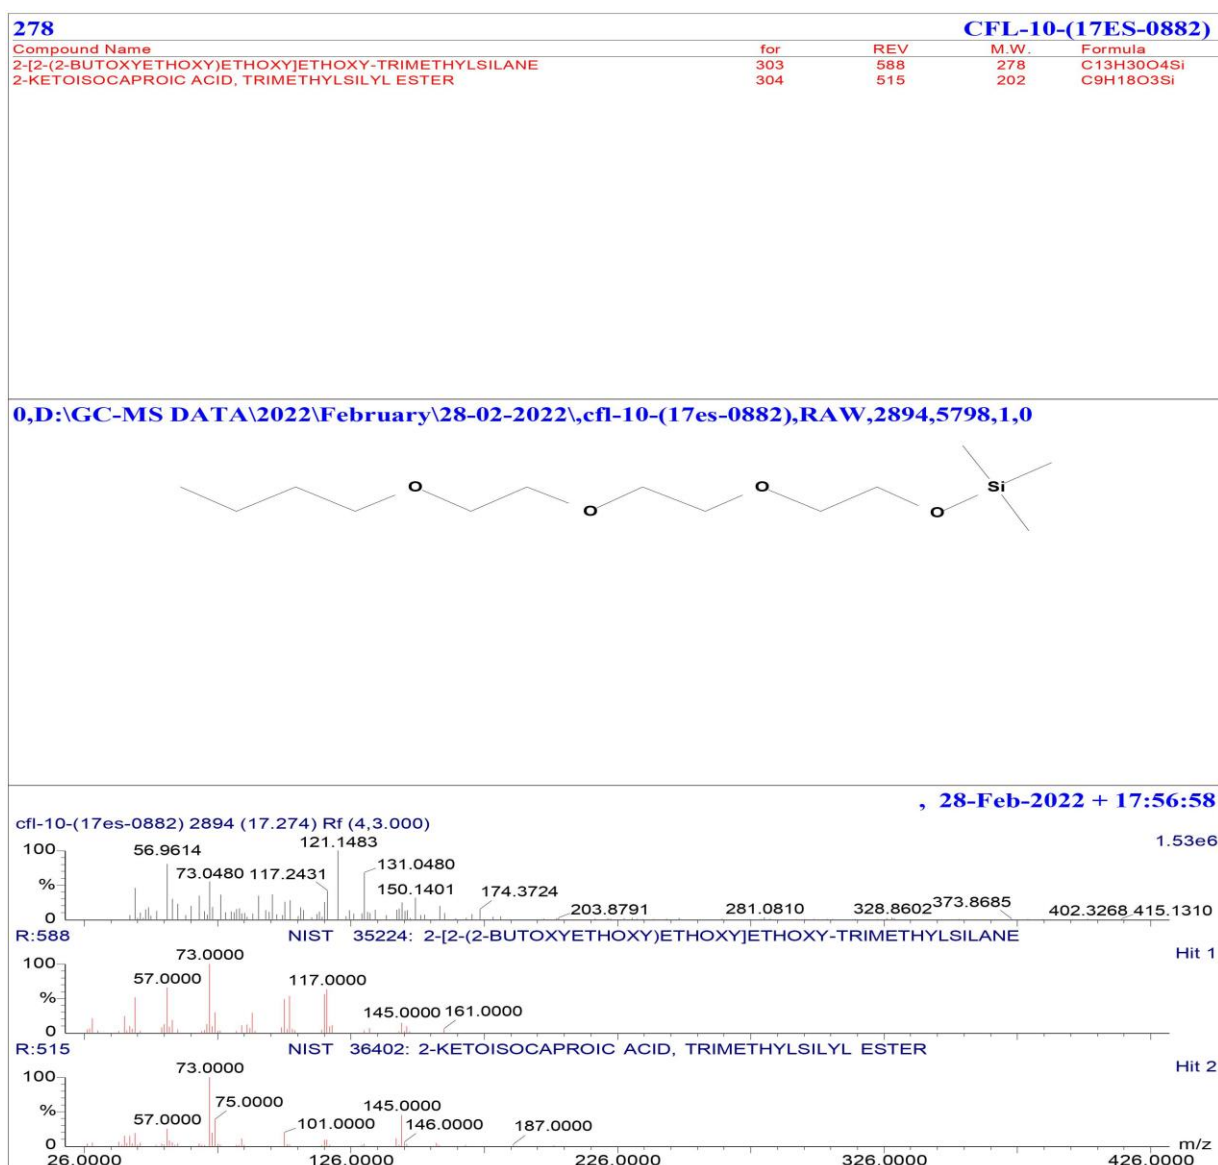 278 CFL-10-(17ES-0882)
Compound Name for REV M.W. Formula
2-[2-(2-BUTOXYETHOXY)ETHOXY]ETHOXY-TRIMETHYLSILANE 303 588 278 C13H30O4Si
2-KETOISOCAPROIC ACID, TRIMETHYLSILYL ESTER 304 515 202 C9H18O3Si
0,D:\GC-MS DATA\2022\February\28-02-2022\,cfl-10-(17es-0882),RAW,2894,5798,1,0
Si
O O
O O
, 28-Feb-2022 + 17:56:58
cfl-10-(17es-0882) 2894 (17.274) Rf (4,3.000)
1.53e6
100 56.9614 121.1483
131.0480
% 73.0480 117.2431 150.1401
174.3724
0 203.8791 281.0810 328.8602 373.8685 402.3268 415.1310
R:588 NIST 35224: 2-[2-(2-BUTOXYETHOXY)ETHOXY]ETHOXY-TRIMETHYLSILANE
Hit 1
100 73.0000
57.0000 117.0000
%
145.0000 161.0000
0
R:515 NIST 36402: 2-KETOISOCAPROIC ACID, TRIMETHYLSILYL ESTER
Hit 2
100 73.0000
75.0000 145.0000
% 57.0000 101.0000 146.0000 187.0000
0 m/z
26.0000 126.0000 226.0000 326.0000 426.0000